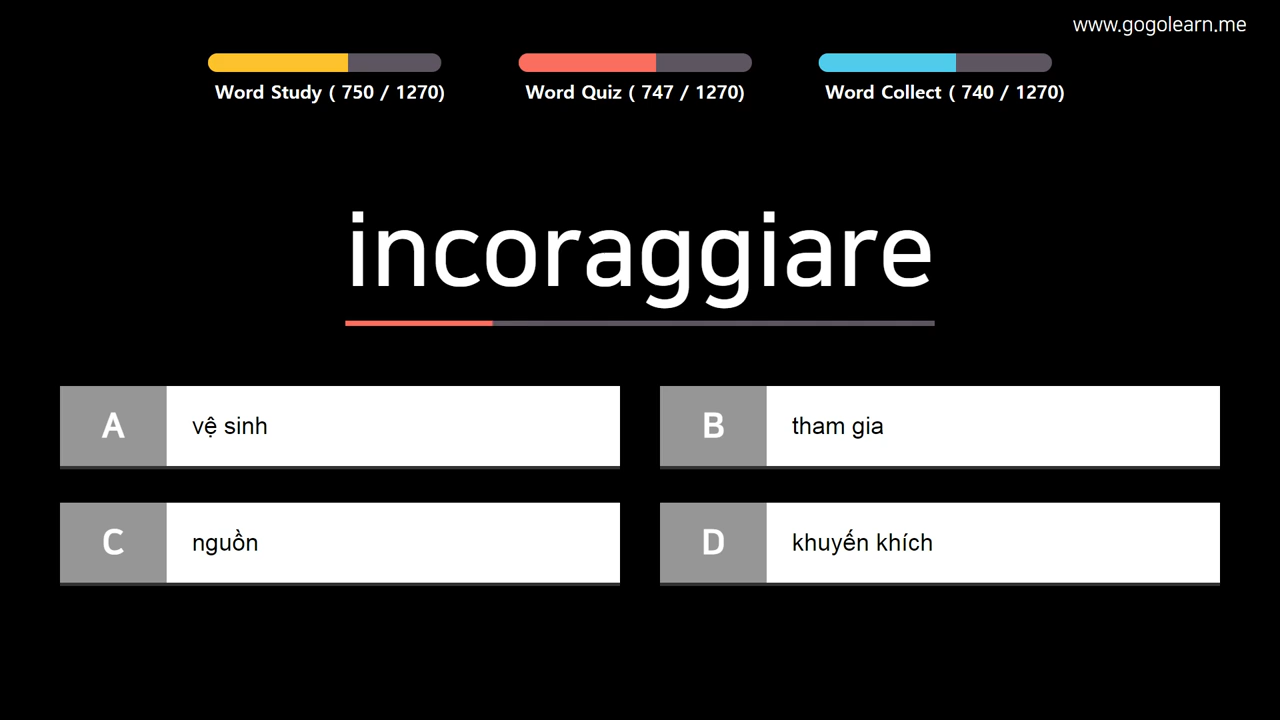 www.gogolearn.me
Word Study ( 750 / 1270)
Word Quiz ( 747 / 1270)
Word Collect ( 740 / 1270)
incoraggiare
A
vệ sinh
B
tham gia
C
nguồn
D
khuyến khích